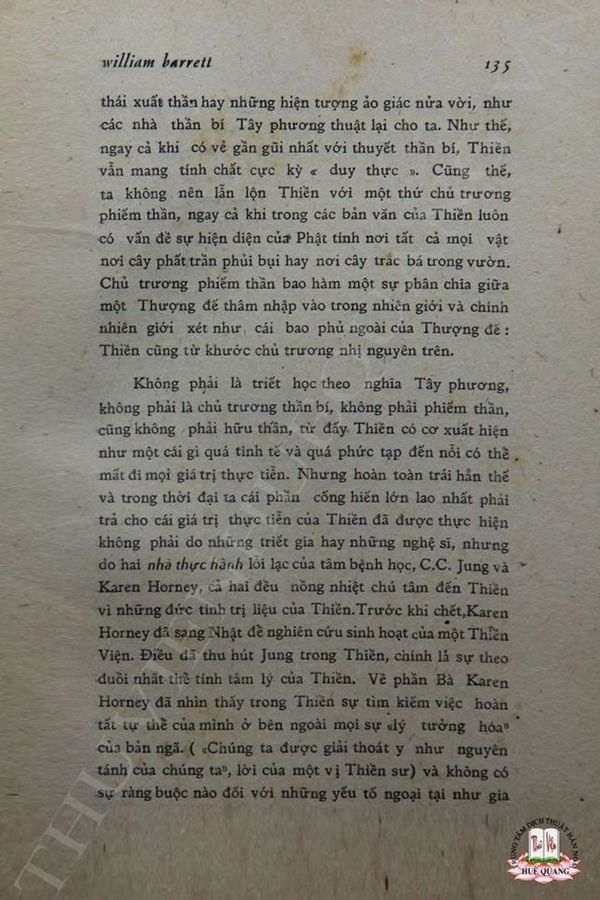 william barrett 135
thái xuất thần hay những hiện tượng ảo giác nửa vời, như
các nhà thần bí Tây phương thuật lại cho ta. Như thế,
ngay cả khi có vẻ gần gũi nhất với thuyết thần bí, Thiền
vẫn mang tính chất cực kỳ « duy thực ». Cũng thế,
ta không nên lẫn lộn Thiền với một thứ chủ trương
phiếm thần, ngay cả khi trong các bản văn của Thiền luôn
có vấn đề sự hiện diện của Phật tính nơi tất cả mọi vật
nơi cây phất trần phủi bụi hay nơi cây trắc bá trong vườn.
Chủ trương phiếm thần bao hàm một sự phân chia giữa
một Thượng đế thâm nhập vào trong nhiên giới và chính
nhiên giới xét như cái bao phủ ngoài của Thượng đế :
Thiền cũng từ khước chủ trương nhị nguyên trên.
Không phải là triết học theo nghĩa Tây phương,
không phải là chủ trương thần bí, không phải phiếm thần,
cũng không phải hữu thần, từ đấy Thiền có cơ xuất hiện
như một cái gì quá tinh tế và quá phức tạp đến nỗi có thể
mất đi mọi giá trị thực tiễn. Nhưng hoàn toàn trái hẳn thế
và trong thời đại ta cái phần cống hiến lớn lao nhất phải
trả cho cái giá trị thực tiễn của Thiền đã được thực hiện
không phải do những triết gia hay những nghệ sĩ, nhưng
do hai nhà thực hành lỗi lạc của tâm bệnh học, C.C. Jung và
Karen Horney, cả hai đều nồng nhiệt chú tâm đến Thiền
vì những đức tính trị liệu của Thiền.Trước khi chết,Karen
Horney đã sang Nhật để nghiên cứu sinh hoạt của một Thiền
Viện. Điều đã thu hút Jung trong Thiền, chính là sự theo
đuổi nhất thể tính tâm lý của Thiền. Về phần Bà Karen
Horney đã nhìn thấy trong Thiền sự tìm kiếm việc hoàn
tất tự thể của mình ở bên ngoài mọi sự «lý tưởng hóa»
của bản ngã. ( «Chúng ta được giải thoát y như nguyên
tánh của chúng ta», lời của một vị Thiền sư) và không có
sự ràng buộc nào đối với những yếu tố ngoại tại như gia
TRUNG TÂM DỊCH THUẬT HÁN NÔM
HUỆ QUANG